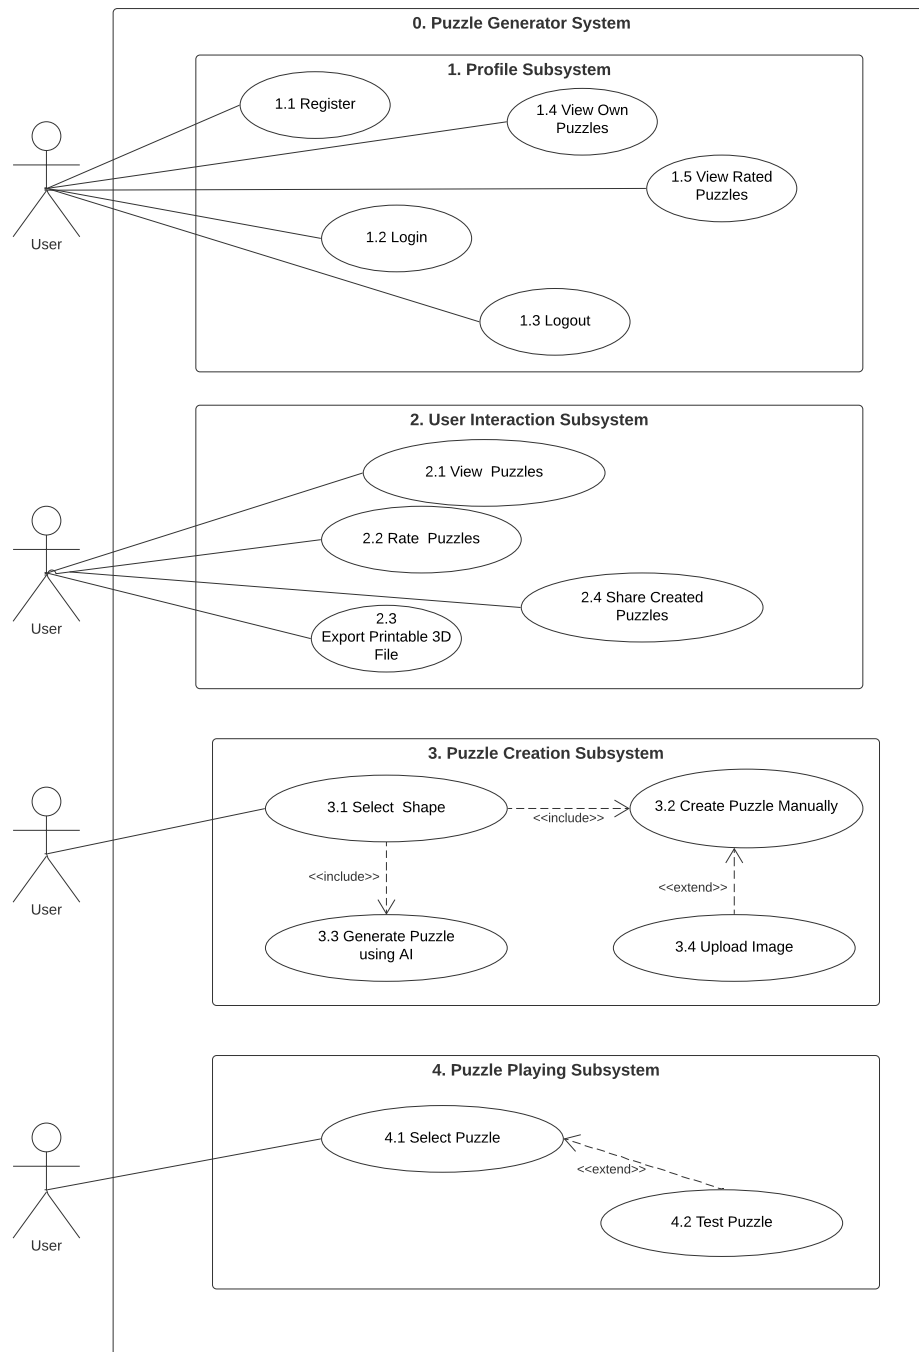 0. Puzzle Generator System
1. Profile Subsystem
1.1 Register
1.4 View Own
Puzzles
1.5 View Rated
Puzzles
User
1.2 Login
1.3 Logout
2. User Interaction Subsystem
2.1 View  Puzzles
2.2 Rate  Puzzles
2.4 Share Created
Puzzles
2.3
Export Printable 3D
File
User
3. Puzzle Creation Subsystem
3.1 Select  Shape
<<include>>
3.2 Create Puzzle Manually
<<include>>
<<extend>>
User
3.3 Generate Puzzle
using AI
3.4 Upload Image
4. Puzzle Playing Subsystem
4.1 Select Puzzle
<<extend>>
4.2 Test Puzzle
User